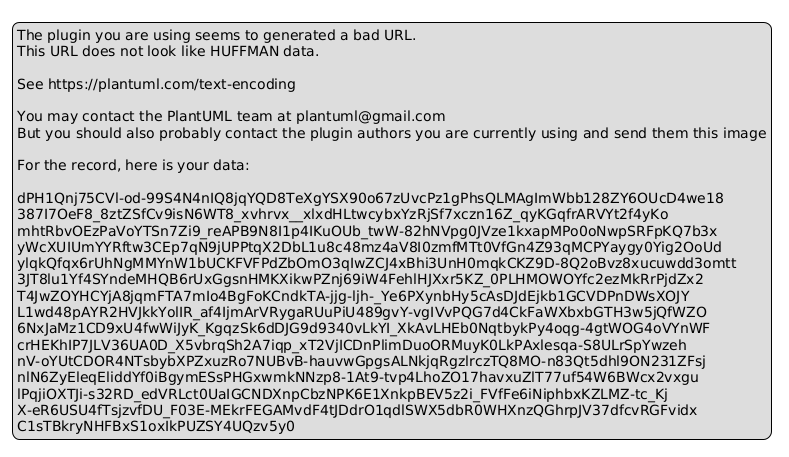 The plugin you are using seems to generated a bad URL.
This URL does not look like HUFFMAN data.
See https://plantuml.com/text-encoding
You may contact the PlantUML team at plantuml@gmail.com
But you should also probably contact the plugin authors you are currently using and send them this image
For the record, here is your data:
dPH1Qnj75CVl-od-99S4N4nIQ8jqYQD8TeXgYSX90o67zUvcPz1gPhsQLMAgImWbb128ZY6OUcD4we18
387I7OeF8_8ztZSfCv9isN6WT8_xvhrvx__xlxdHLtwcybxYzRjSf7xczn16Z_qyKGqfrARVYt2f4yKo
mhtRbvOEzPaVoYTSn7Zi9_reAPB9N8I1p4IKuOUb_twW-82hNVpg0JVze1kxapMPo0oNwpSRFpKQ7b3x
yWcXUIUmYYRftw3CEp7qN9jUPPtqX2DbL1u8c48mz4aV8I0zmfMTt0VfGn4Z93qMCPYaygy0Yig2OoUd
ylqkQfqx6rUhNgMMYnW1bUCKFVFPdZbOmO3qIwZCJ4xBhi3UnH0mqkCKZ9D-8Q2oBvz8xucuwdd3omtt
3JT8lu1Yf4SYndeMHQB6rUxGgsnHMKXikwPZnj69iW4FehlHJXxr5KZ_0PLHMOWOYfc2ezMkRrPjdZx2
T4JwZOYHCYjA8jqmFTA7mlo4BgFoKCndkTA-jjg-ljh-_Ye6PXynbHy5cAsDJdEjkb1GCVDPnDWsXOJY
L1wd48pAYR2HVJkkYolIR_af4IjmArVRygaRUuPiU489gvY-vgIVvPQG7d4CkFaWXbxbGTH3w5jQfWZO
6NxJaMz1CD9xU4fwWiJyK_KgqzSk6dDJG9d9340vLkYI_XkAvLHEb0NqtbykPy4oqg-4gtWOG4oVYnWF
crHEKhIP7JLV36UA0D_X5vbrqSh2A7iqp_xT2VjICDnPlimDuoORMuyK0LkPAxlesqa-S8ULrSpYwzeh
nV-oYUtCDOR4NTsbybXPZxuzRo7NUBvB-hauvwGpgsALNkjqRgzlrczTQ8MO-n83Qt5dhl9ON231ZFsj
nlN6ZyEleqEliddYf0iBgymESsPHGxwmkNNzp8-1At9-tvp4LhoZO17havxuZlT77uf54W6BWcx2vxgu
lPqjiOXTJi-s32RD_edVRLct0UaIGCNDXnpCbzNPK6E1XnkpBEV5z2i_FVfFe6iNiphbxKZLMZ-tc_Kj
X-eR6USU4fTsjzvfDU_F03E-MEkrFEGAMvdF4tJDdrO1qdlSWX5dbR0WHXnzQGhrpJV37dfcvRGFvidx
C1sTBkryNHFBxS1oxIkPUZSY4UQzv5y0